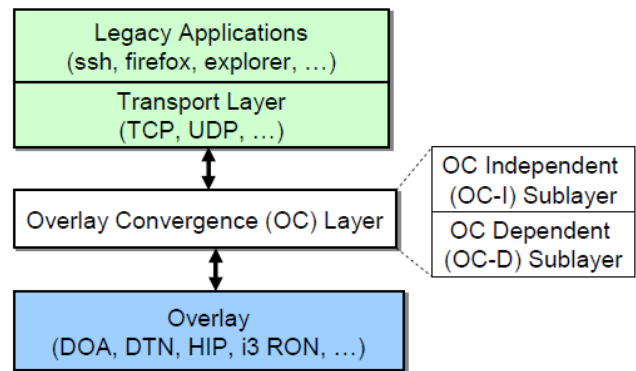 Legacy Applications
(ssh, firefox, explorer, …)
Transport Layer
(TCP, UDP, …)
Overlay Convergence (OC) Layer
OC Independent
(OC-I) Sublayer
OC Dependent
(OC-D) Sublayer
Overlay
(DOA, DTN, HIP, i3 RON, …)